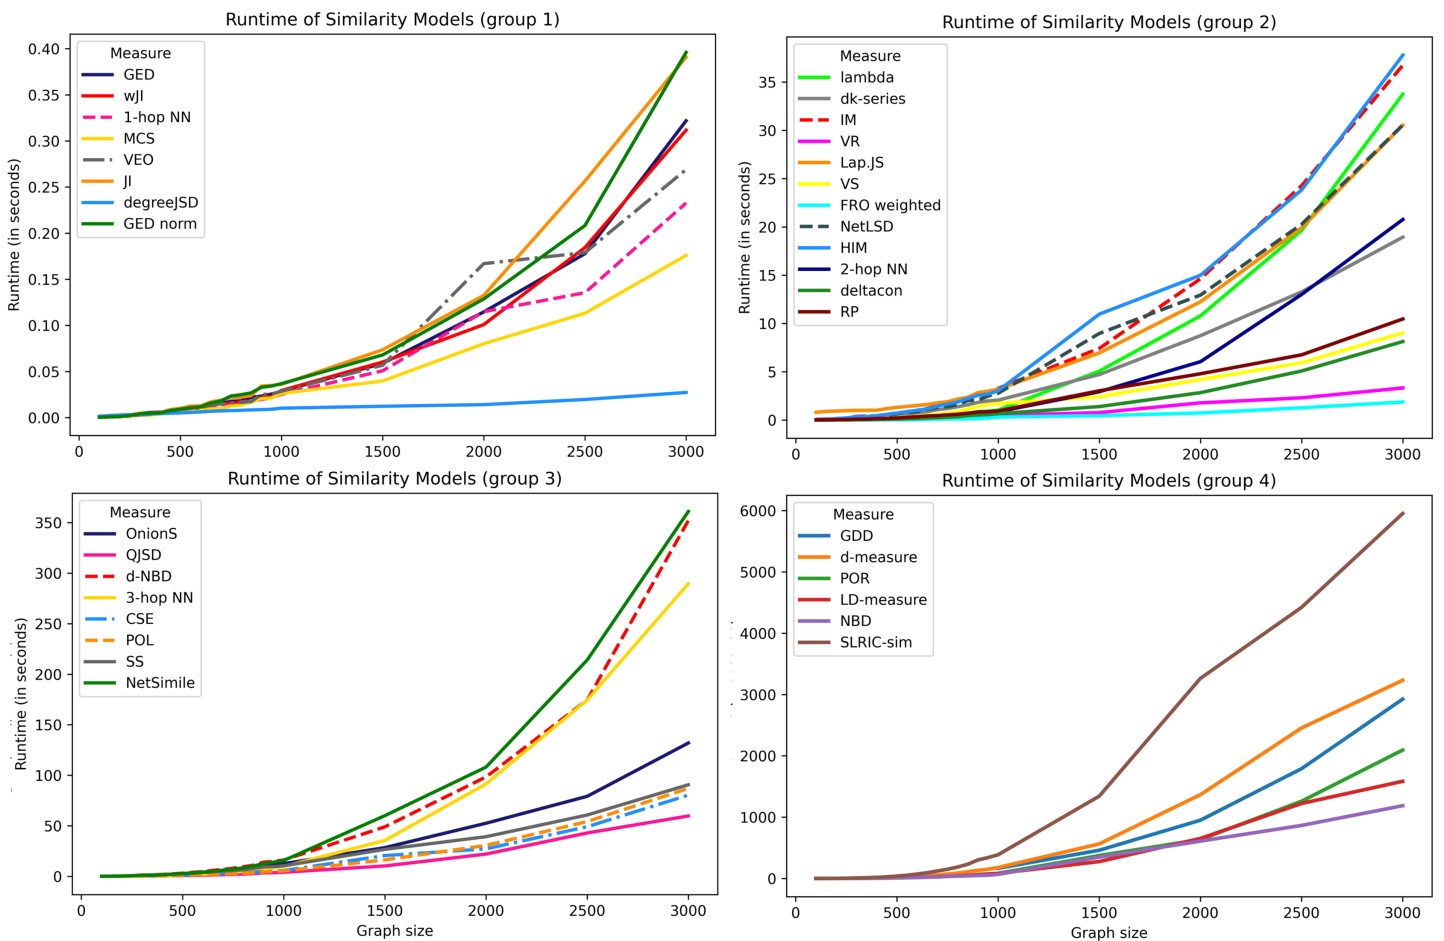 Runtime of Similarity Models (group 1)
Runtime (in seconds)
0.40
0.35
0.30
0.25
0.20
0.15
0.10
0.05
0.00
Measure
GED
wJI
1-hop NN
MCS
VEO
JI
degreeJSD
GED norm
0
500
1000
1500
2000
2500
3000
Runtime of Similarity Models (group 2)
Runtime (in seconds)
35
30
25
20
15
10
5
0
Measure
lambda
dk-series
IM
VR
Lap.JS
VS
FRO weighted
NetLSD
HIM
2-hop NN
deltacon
RP
0
500
1000
1500
2000
2500
3000
Runtime of Similarity Models (group 3)
Runtime (in seconds)
350
300
250
200
150
100
50
0
Measure
OnionS
QJSD
d-NBD
3-hop NN
CSE
POL
SS
NetSimile
0
500
1000
1500
2000
2500
3000
Graph size
Runtime of Similarity Models (group 4)
6000
5000
4000
3000
2000
1000
0
Measure
GDD
d-measure
POR
LD-measure
NBD
SLRIC-sim
0
500
1000
1500
2000
2500
3000
Graph size